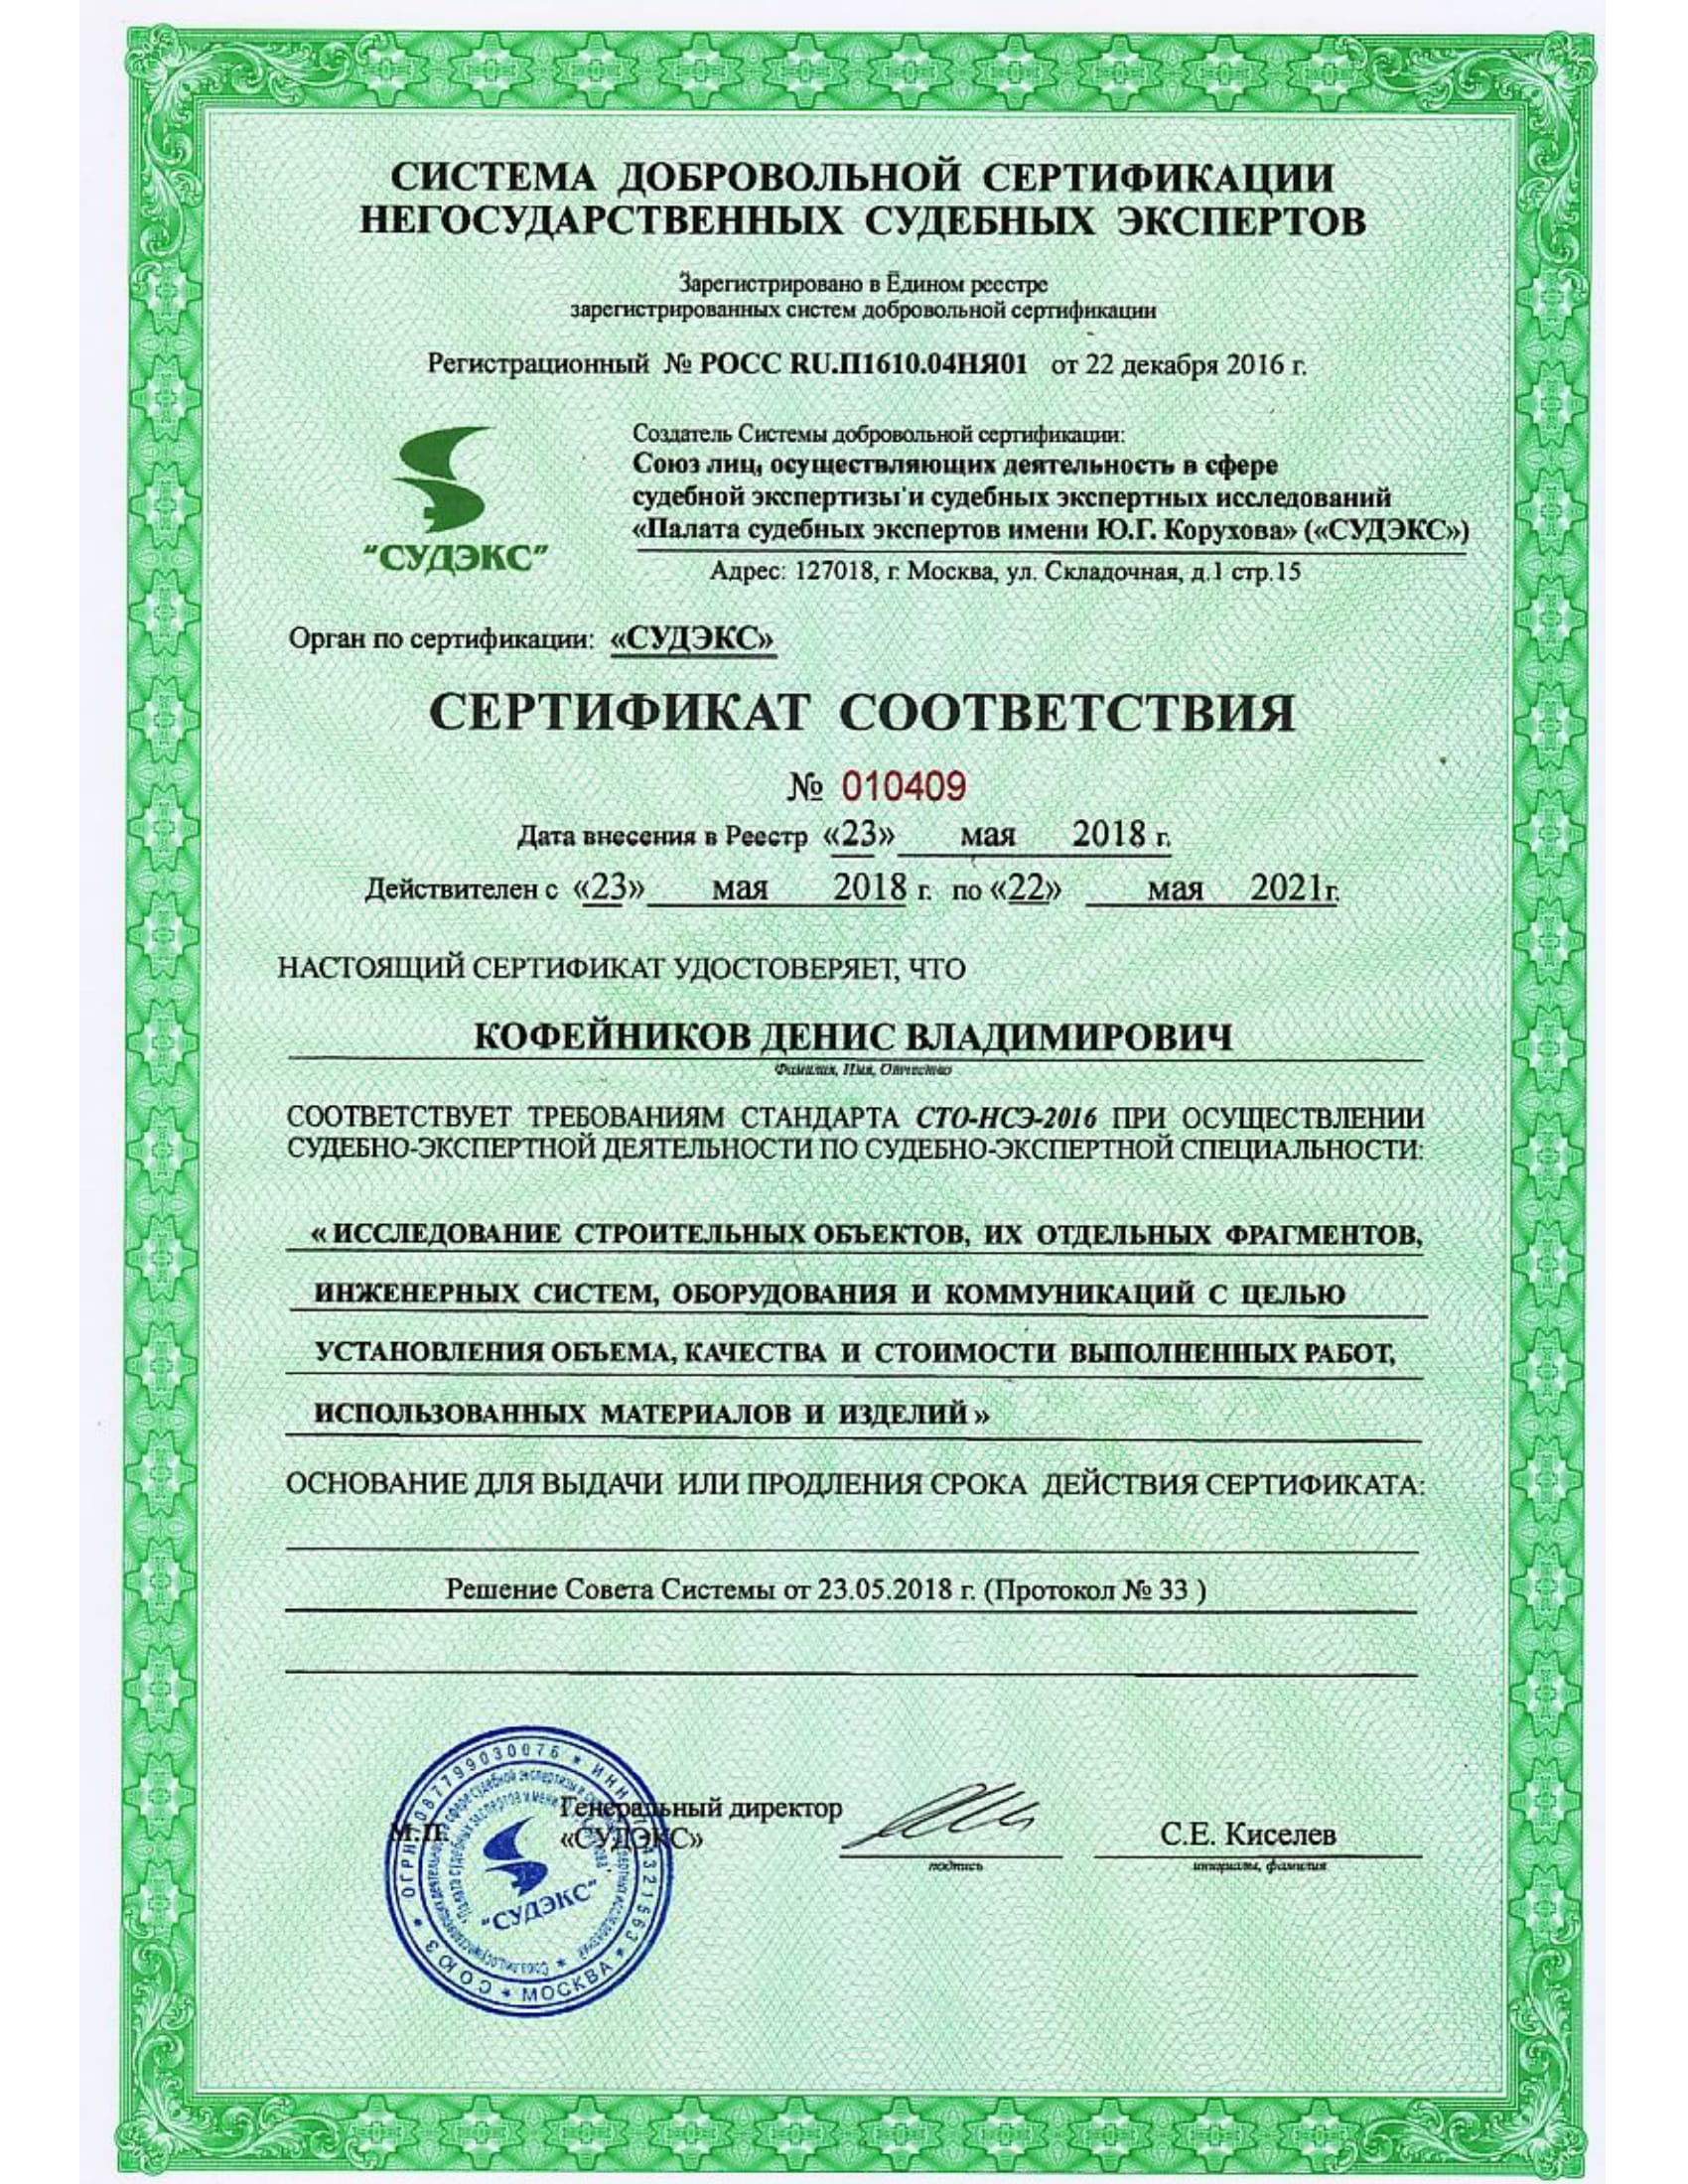 СИСТЕМА ДОБРОВОЛЬНОЙ СЕРТИФИКАЦИИ
НЕГОСУДАРСТВЕННЫХ СУДЕБНЫХ ЭКСПЕРТОВ
Зарегистрировано в Едином реестре
зарегистрированных систем добровольной сертификации
Регистрационный № РОСС RU.П1610.04НЯ01 от 22 декабря 2016 г.
"СУДЭКС"
Создатель Системы добровольной сертификации:
Союз лиц, осуществляющих деятельность в сфере
судебной экспертизы и судебных экспертных исследований
«Палата судебных экспертов имени Ю.Г. Корухова» («СУДЭКС»)
Адрес: 127018, г. Москва, ул. Складочная, д.1 стр.15
Орган по сертификации: «СУДЭКС»
СЕРТИФИКАТ СООТВЕТСТВИЯ
№ 010409
Дата внесения в Реестр «23» мая 2018 г.
Действителен с «23» мая 2018 г. по «22» мая 2021г.
НАСТОЯЩИЙ СЕРТИФИКАТ УДОСТОВЕРЯЕТ, ЧТО
КОФЕЙНИКОВ ДЕНИС ВЛАДИМИРОВИЧ
Фамилия, Имя, Отчество
СООТВЕТСТВУЕТ ТРЕБОВАНИЯМ СТАНДАРТА СТО-НСЭ-2016 ПРИ ОСУЩЕСТВЛЕНИИ
СУДЕБНО-ЭКСПЕРТНОЙ ДЕЯТЕЛЬНОСТИ ПО СУДЕБНО-ЭКСПЕРТНОЙ СПЕЦИАЛЬНОСТИ:
« ИССЛЕДОВАНИЕ СТРОИТЕЛЬНЫХ ОБЪЕКТОВ, ИХ ОТДЕЛЬНЫХ ФРАГМЕНТОВ,
ИНЖЕНЕРНЫХ СИСТЕМ, ОБОРУДОВАНИЯ И КОММУНИКАЦИЙ С ЦЕЛЬЮ
УСТАНОВЛЕНИЯ ОБЪЕМА, КАЧЕСТВА И СТОИМОСТИ ВЫПОЛНЕННЫХ РАБОТ,
ИСПОЛЬЗОВАННЫХ МАТЕРИАЛОВ И ИЗДЕЛИЙ »
ОСНОВАНИЕ ДЛЯ ВЫДАЧИ ИЛИ ПРОДЛЕНИЯ СРОКА ДЕЙСТВИЯ СЕРТИФИКАТА:
Решение Совета Системы от 23.05.2018 г. (Протокол № 33 )
М.П.
Генеральный директор
«СУДЭКС»
С.Е. Киселев
подпись
инициалы, фамилия
"СУДЭКС"
СОЮЗ * МОСКВА